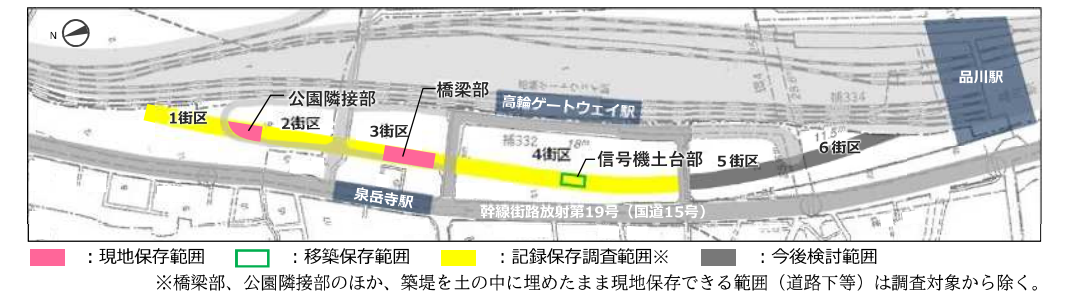 N
品川駅
橋梁部
公園隣接部
高輪ゲートウェイ駅
補334
1街区
2街区
3街区
補332
18m
11.5m
6街区
4街区
信号機土台部
5街区
泉岳寺駅
幹線街路放射第19号（国道15号）
：現地保存範囲
：移築保存範囲
：記録保存調査範囲※
：今後検討範囲
※橋梁部、公園隣接部のほか、築堤を土の中に埋めたまま現地保存できる範囲（道路下等）は調査対象から除く。